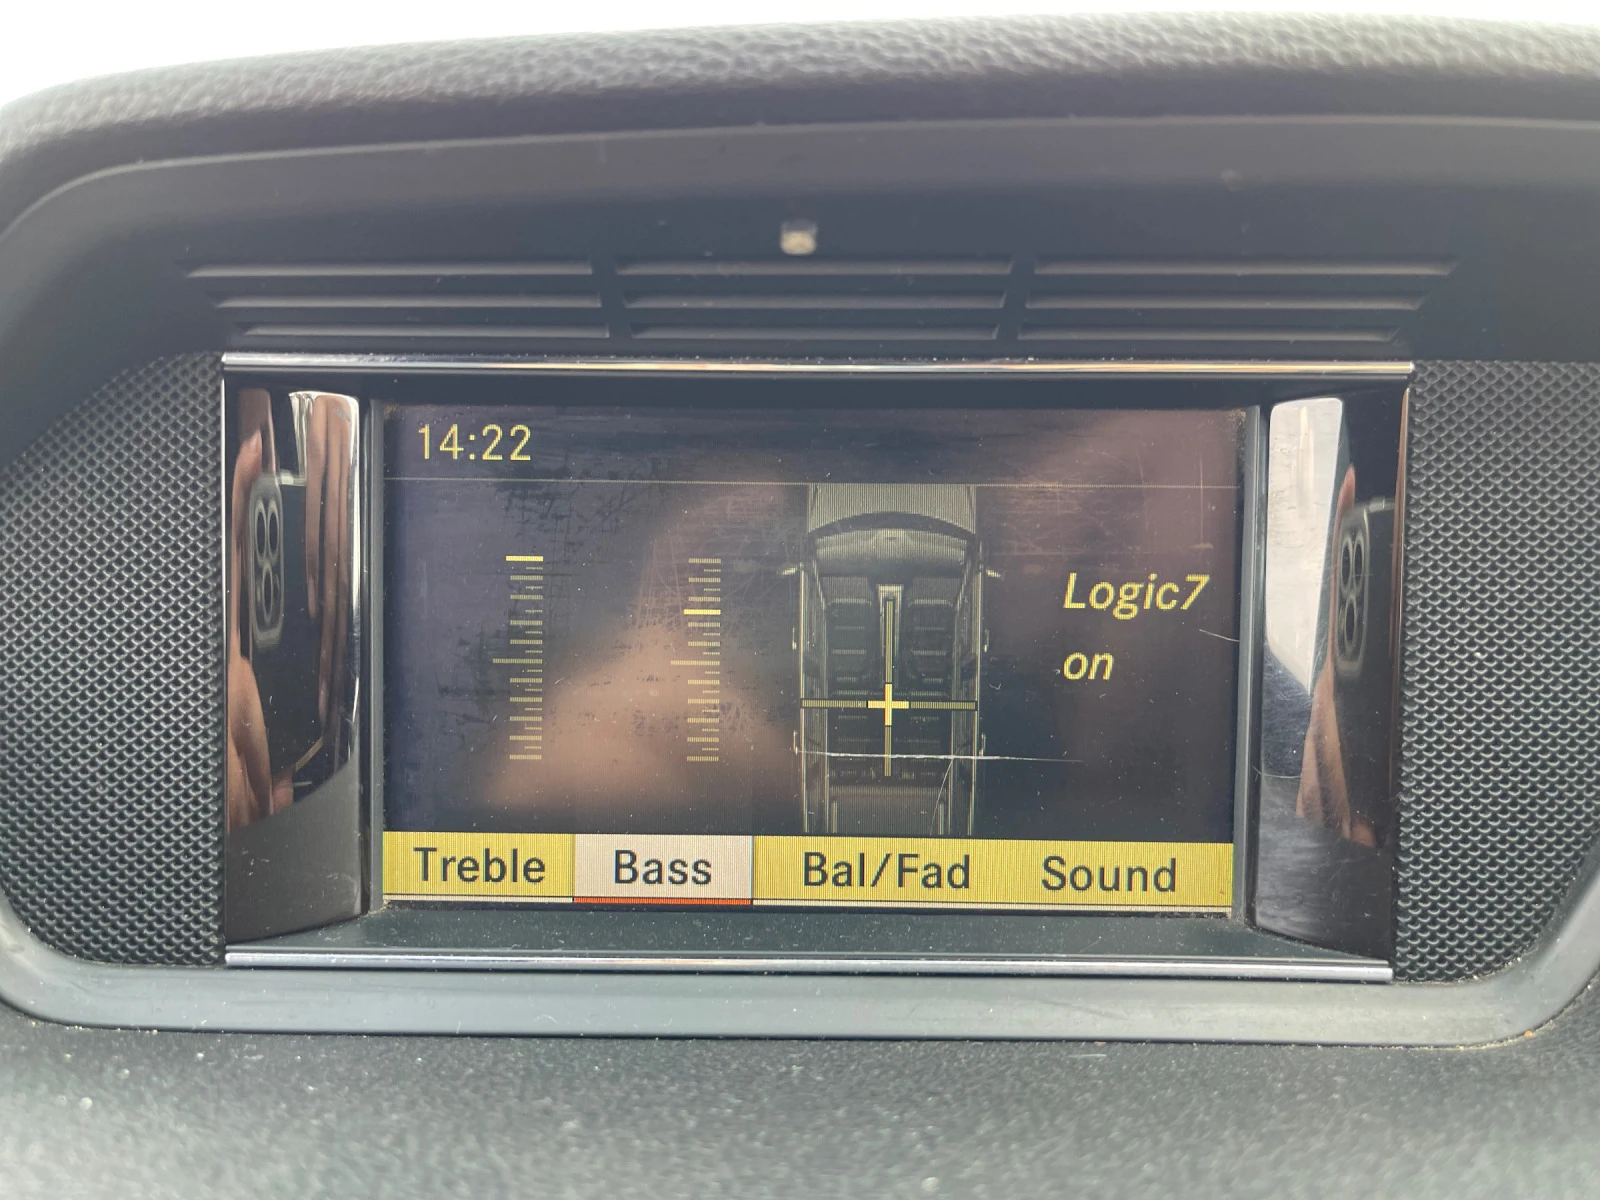 14:22
Logic7
on
Treble Bass Bal/Fad Sound